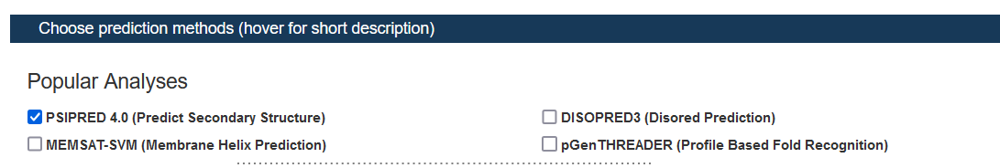 Choose prediction methods (hover for short description)
Popular Analyses
PSIPRED 4.0 (Predict Secondary Structure)
DISOPRED3 (Disored Prediction)
MEMSAT-SVM (Membrane Helix Prediction)
pGenTHREADER (Profile Based Fold Recognition)